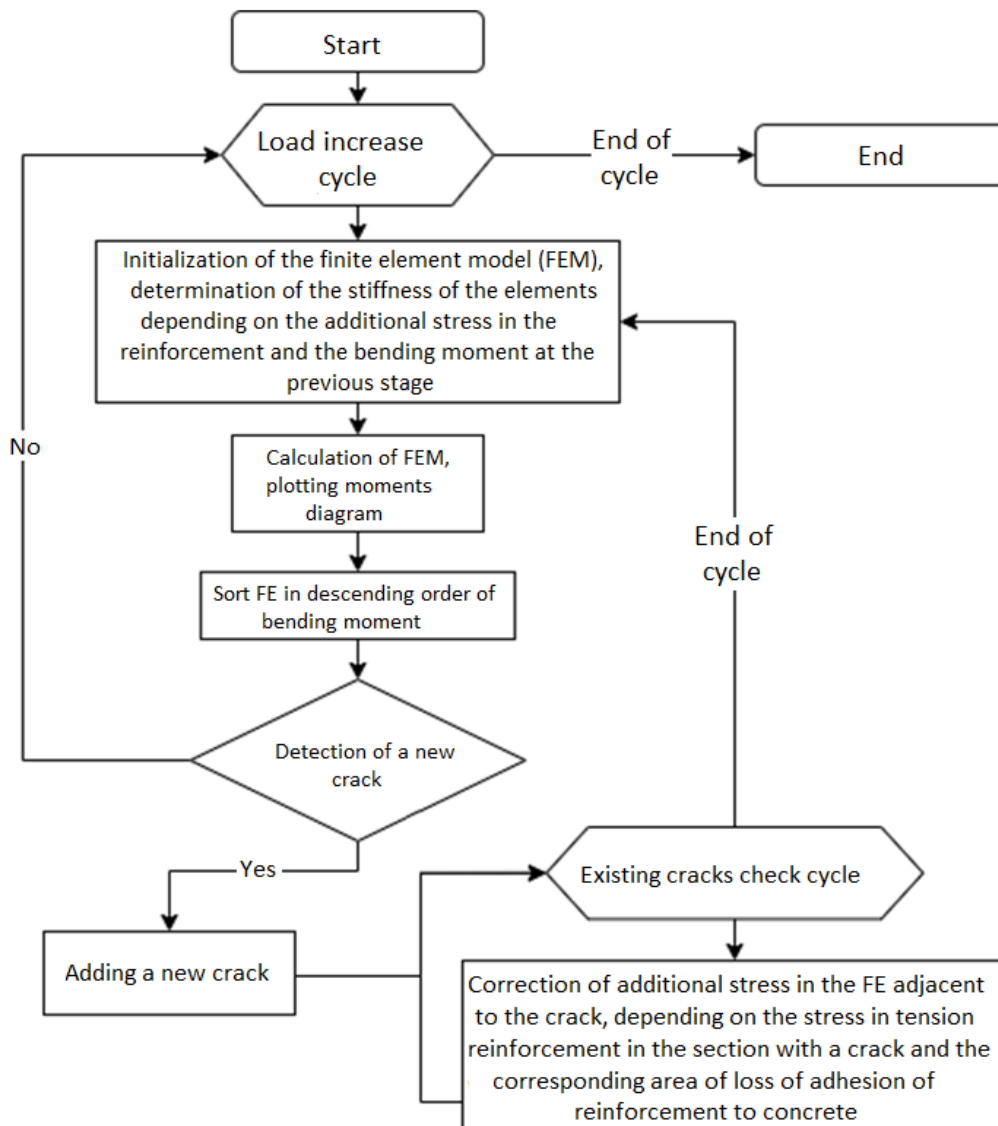 Start
Load increase
cycle
End of
cycle
End
Initialization of the finite element model (FEM),
determination of the stiffness of the elements
depending on the additional stress in the
reinforcement and the bending moment at the
previous stage
No
Calculation of FEM,
plotting moments
diagram
Sort FE in descending order of
bending moment
End of
cycle
Detection of a new
crack
Yes
Existing cracks check cycle
Adding a new crack
Correction of additional stress in the FE adjacent
to the crack, depending on the stress in tension
reinforcement in the section with a crack and the
corresponding area of loss of adhesion of
reinforcement to concrete